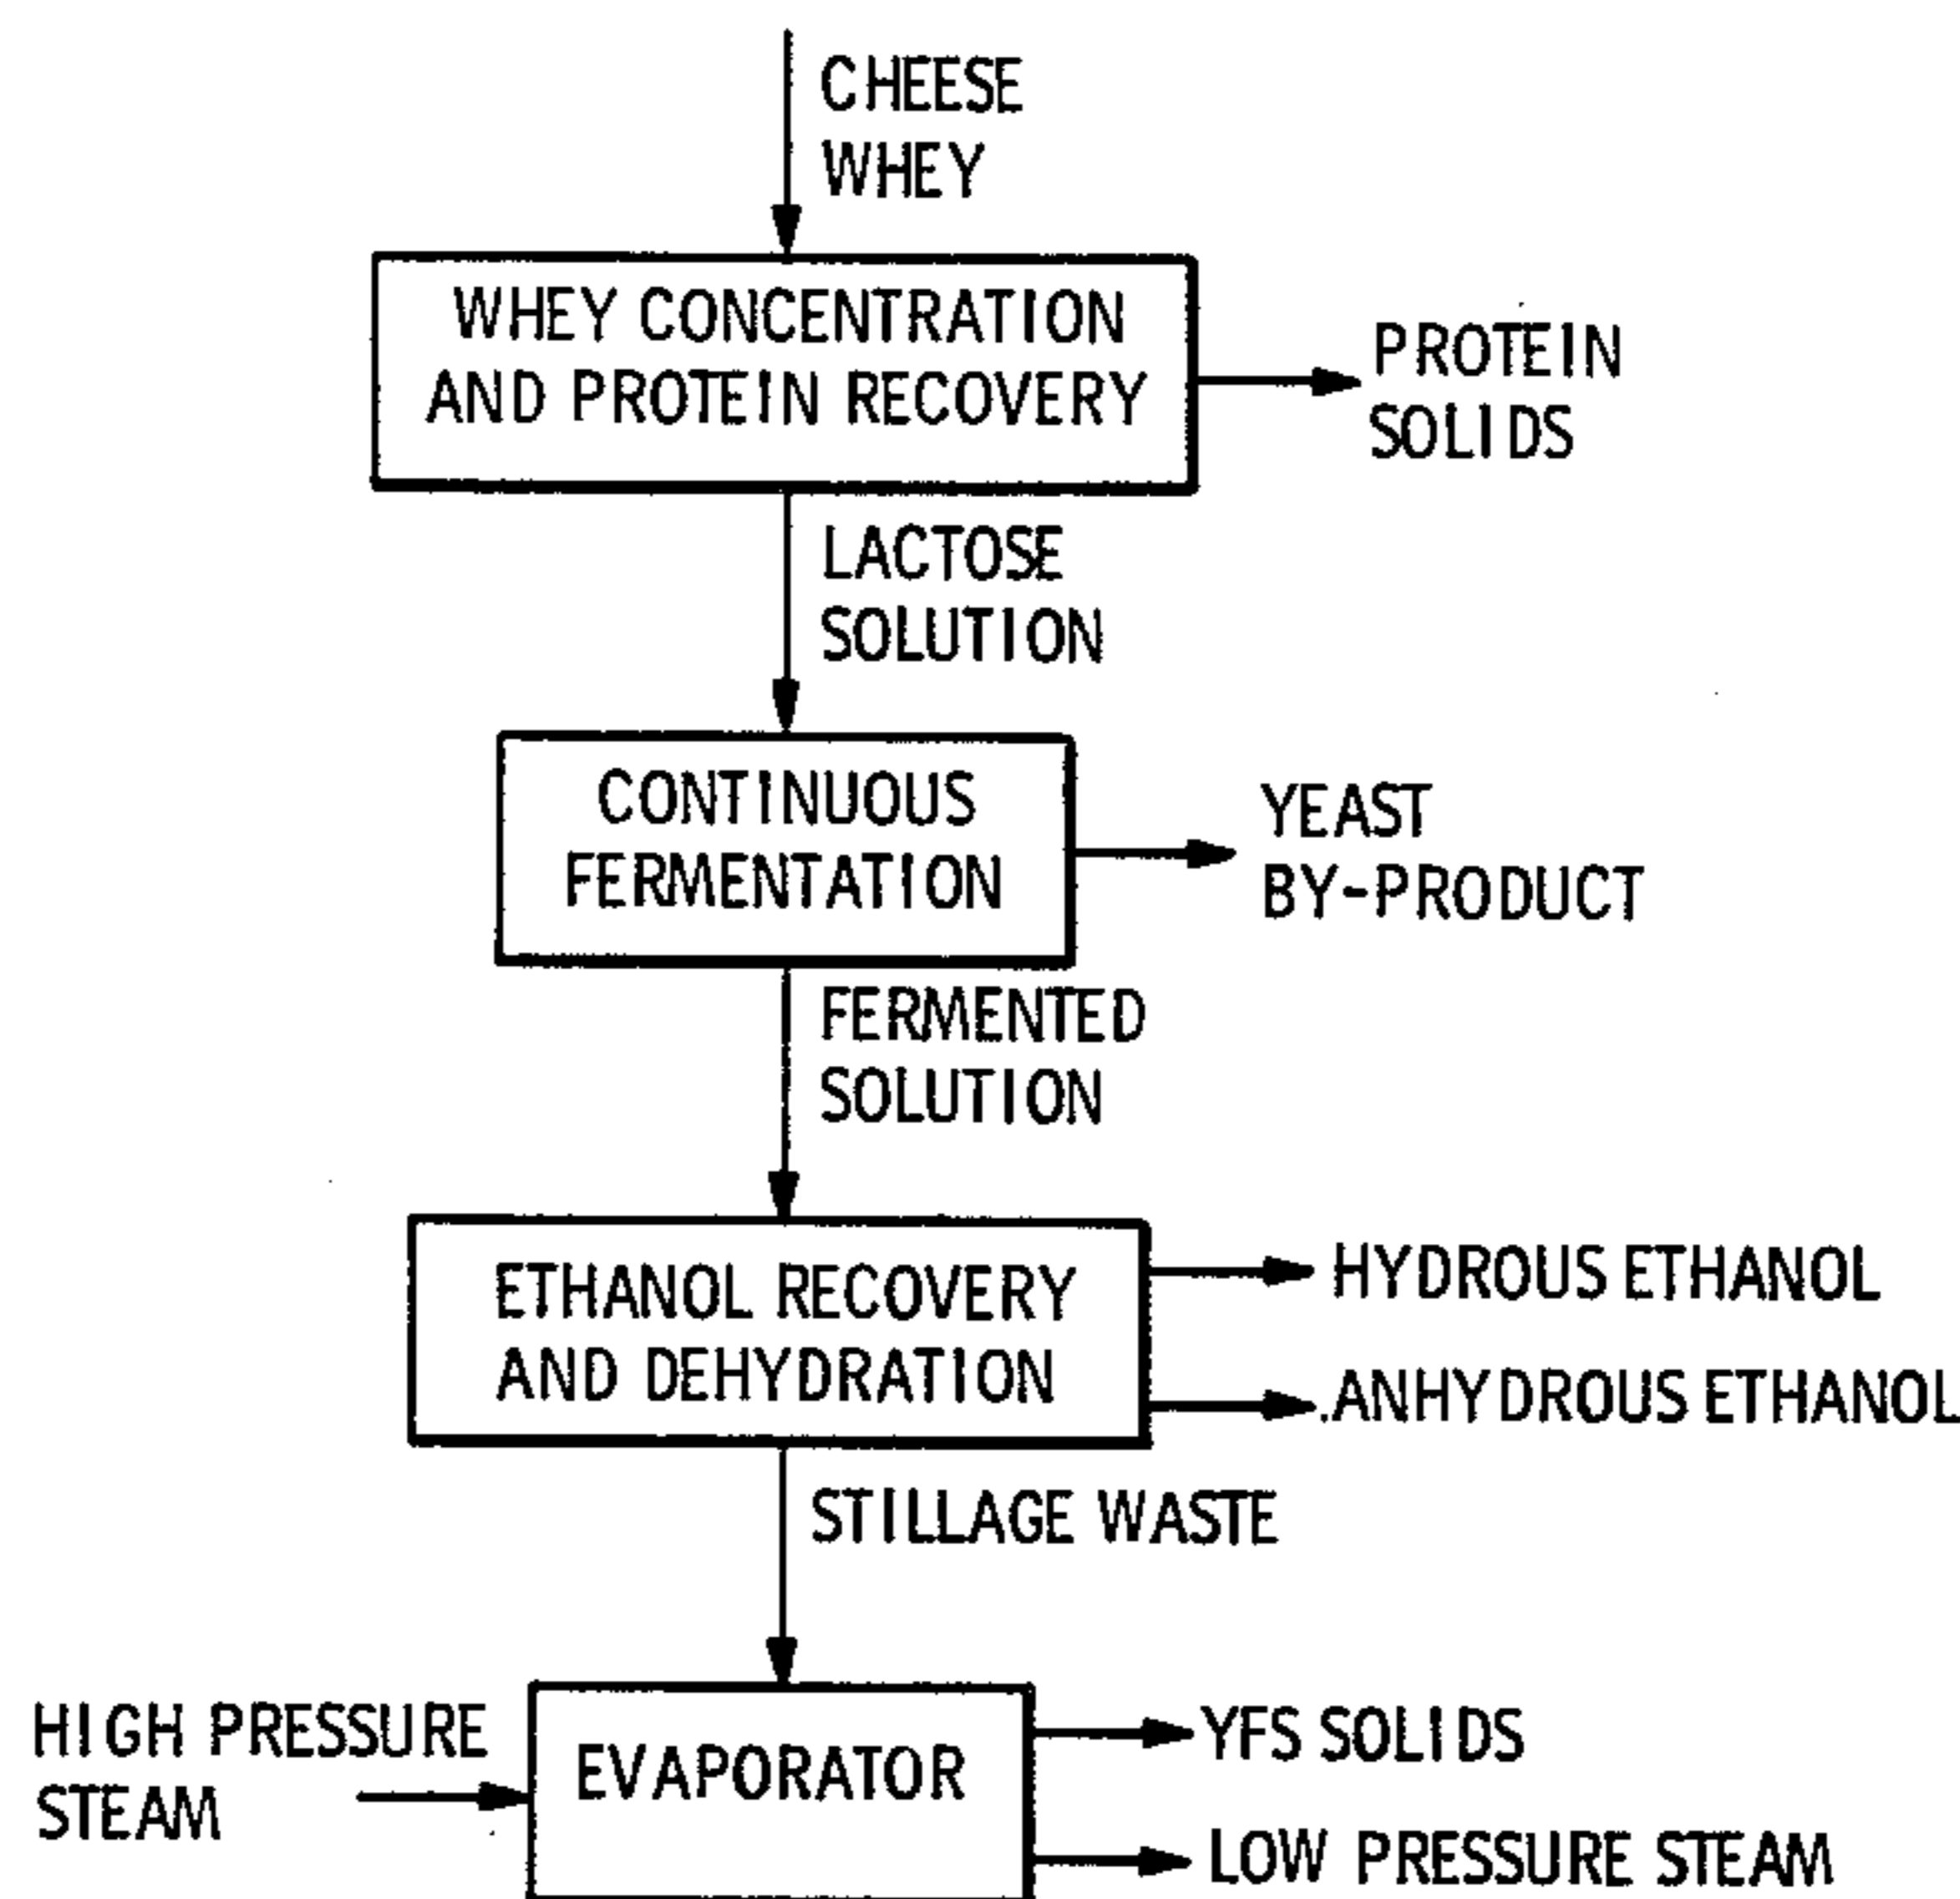 CHEESE
WHEY
WHEY CONCENTRATION
AND PROTEIN RECOVERY
PROTEIN
SOLIDS
LACTOSE
SOLUTION
CONTINUOUS
FERMENTATION
YEAST
BY-PRODUCT
FERMENTED
SOLUTION
ETHANOL RECOVERY
AND DEHYDRATION
HYDROUS ETHANOL
ANHYDROUS ETHANOL
STILLAGE WASTE
HIGH PRESSURE
STEAM
EVAPORATOR
YFS SOLIDS
LOW PRESSURE STEAM